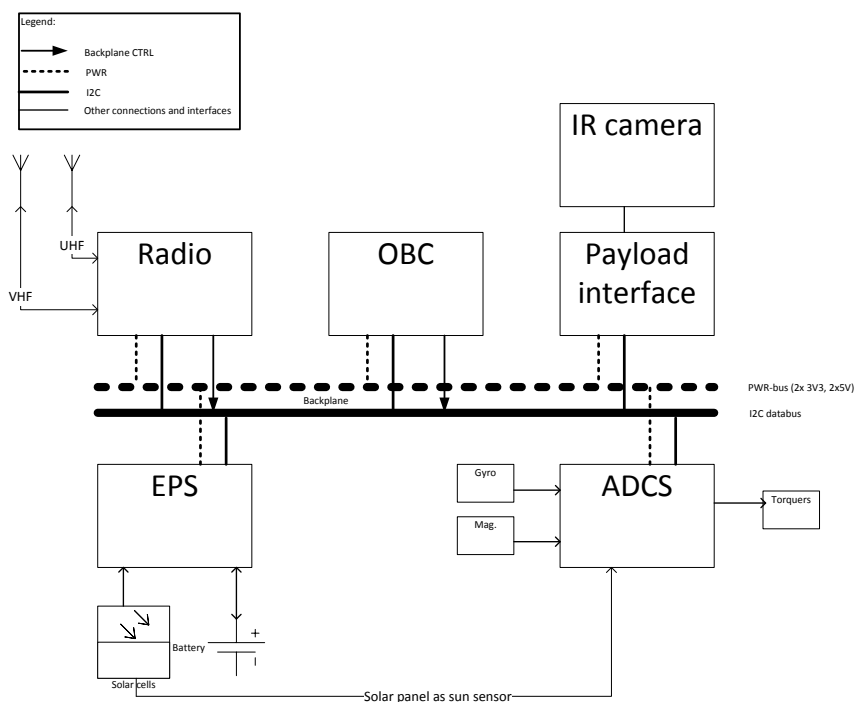 Legend:
Backplane CTRL
PWR
I2C
Other connections and interfaces
IR camera
Radio
OBC
Payload
interface
UHF
VHF
PWR-bus (2x 3V3, 2x5V)
Backplane
I2C databus
EPS
Gyro
ADCS
Torquers
Mag.
+
Battery
Solar cells
Solar panel as sun sensor